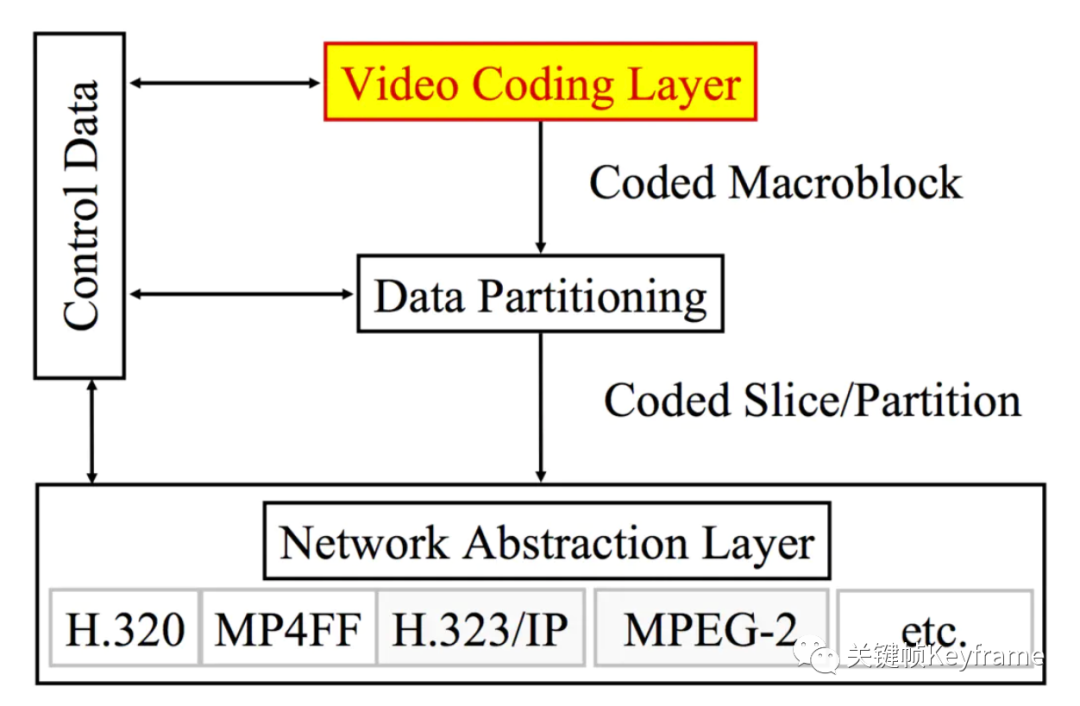 Control Data
Video Coding Layer
Coded Macroblock
Data Partitioning
Coded Slice/Partition
Network Abstraction Layer
H.320 MP4FF H.323/IP MPEG-2 etc.
关键帧Keyframe